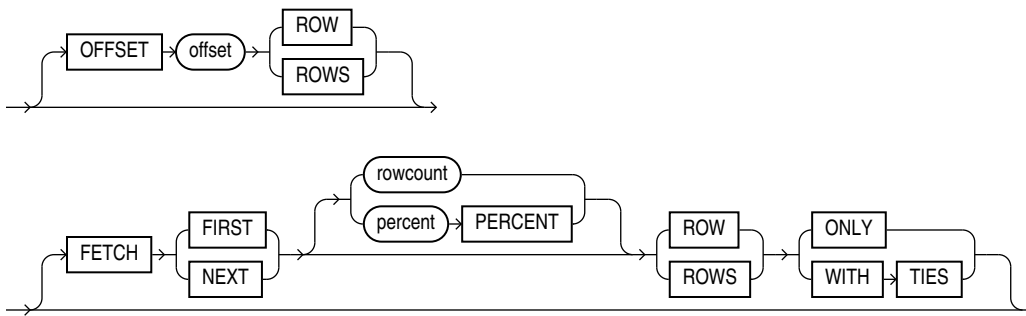 OFFSET offset ROW
ROWS
FETCH FIRST rowcount ROW ONLY
NEXT percent PERCENT ROWS WITH TIES